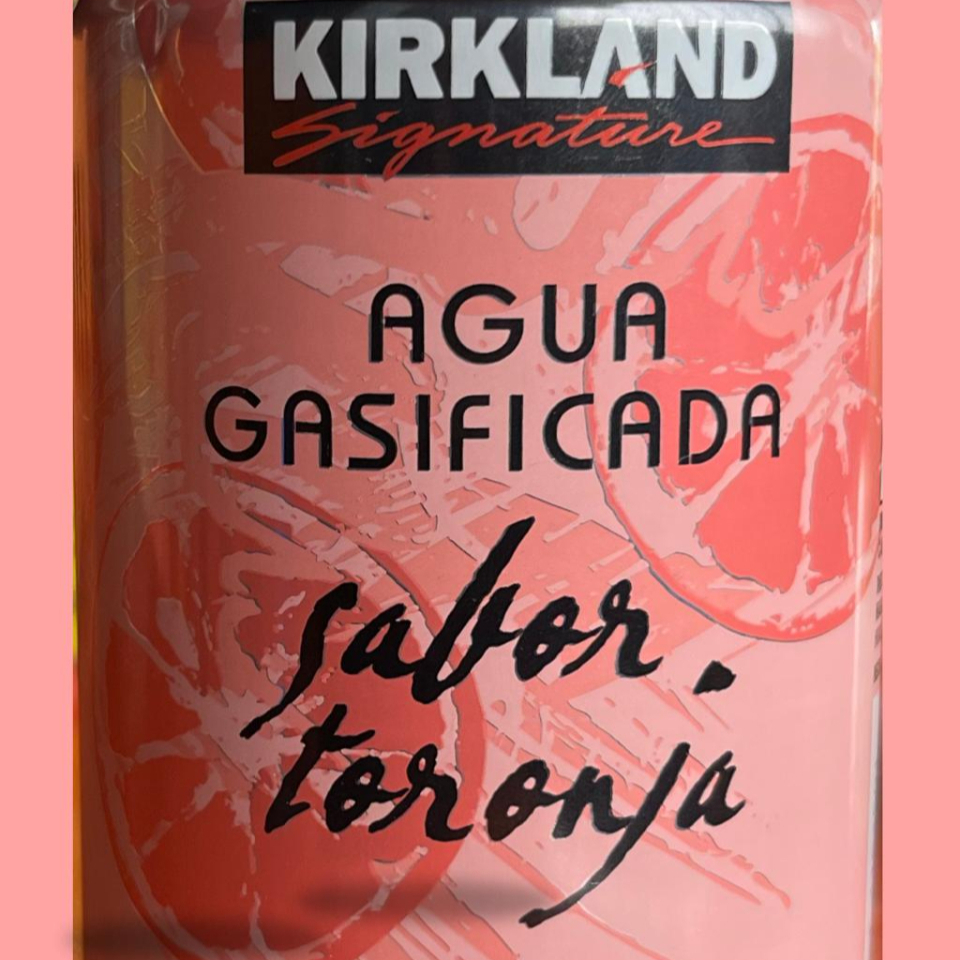 KIRKLAND
Signature
AGUA
GASIFICADA
sabor
toronja